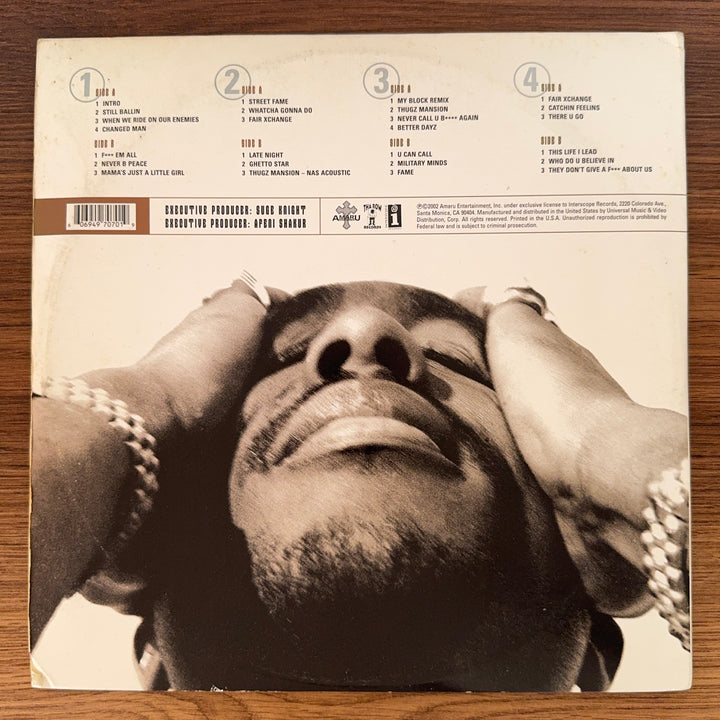 1 SIDE A
1 INTRO
2 STILL BALLIN
3 WHEN WE RIDE ON OUR ENEMIES
4 CHANGED MAN
SIDE B
1 F*** EM ALL
2 NEVER B PEACE
3 MAMA'S JUST A LITTLE GIRL
2 SIDE A
1 STREET FAME
2 WHATCHA GONNA DO
3 FAIR XCHANGE
SIDE B
1 LATE NIGHT
2 GHETTO STAR
3 THUGZ MANSION – NAS ACOUSTIC
3 SIDE A
1 MY BLOCK REMIX
2 THUGZ MANSION
3 NEVER CALL U B**** AGAIN
4 BETTER DAYZ
SIDE B
1 U CAN CALL
2 MILITARY MINDS
3 FAME
4 SIDE A
1 FAIR XCHANGE
2 CATCHIN FEELINS
3 THERE U GO
SIDE B
1 THIS LIFE I LEAD
2 WHO DO U BELIEVE IN
3 THEY DON'T GIVE A F*** ABOUT US
8 06949 70701 9
EXECUTIVE PRODUCER: SUGE KNIGHT
EXECUTIVE PRODUCER: AFENI SHAKUR
AMARU
THA ROW
RECORDS
i
℗©2002 Amaru Entertainment, Inc. under exclusive license to Interscope Records, 2220 Colorado Ave.,
Santa Monica, CA 90404. Manufactured and distributed in the United States by Universal Music & Video
Distribution, Corp. All rights reserved. Printed in the U.S.A. Unauthorized reproduction is prohibited by
Federal law and is subject to criminal prosecution.